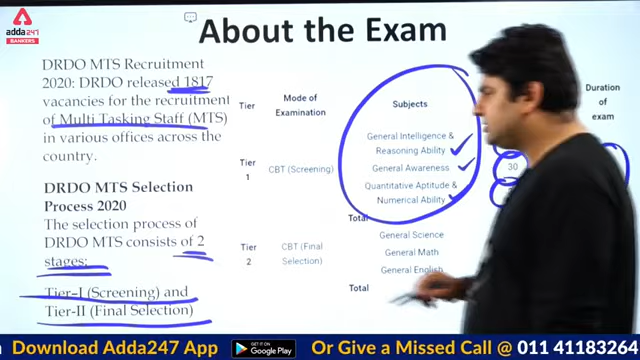 adda247
BANKERS
About the Exam
DRDO MTS Recruitment
2020: DRDO released 1817
vacancies for the recruitment
of Multi Tasking Staff (MTS)
in various offices across the
country.
DRDO MTS Selection
Process 2020
The selection process of
DRDO MTS consists of 2
stages:
Tier–I (Screening) and
Tier-II (Final Selection)
Tier
Mode of
Examination
Subjects
Duration
of
exam
Tier
1
CBT (Screening)
General Intelligence &
Reasoning Ability
General Awareness
30
Quantitative Aptitude &
Numerical Ability
Total
Tier
2
CBT (Final
Selection)
General Science
General Math
General English
Total
Download Adda247 App
GET IT ON
Google Play
Or Give a Missed Call @ 011 41183264